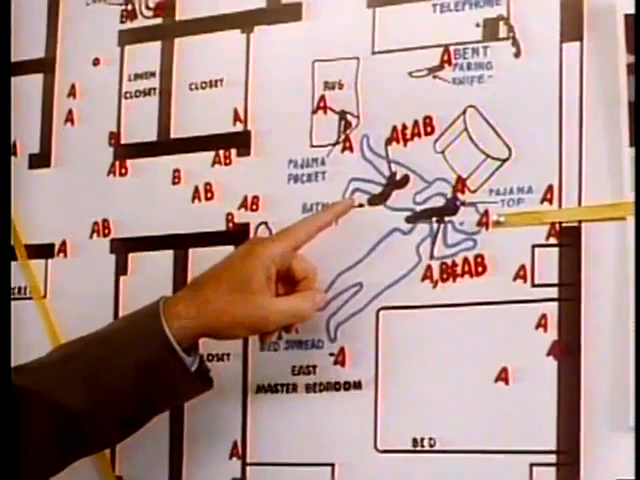 TELEPHONE
BENT
PARING
KNIFE
A
LINEN
CLOSET
CLOSET
RUG
A
A
A
A
A
A&AB
PAJAMA
POCKET
B
AB
AB
B
AB
AB
B
AB
A
PAJAMA
TOP
A
A
A
A,B&AB
A
A
A
BED SPREAD
A
EAST
MASTER BEDROOM
A
A
A
BED